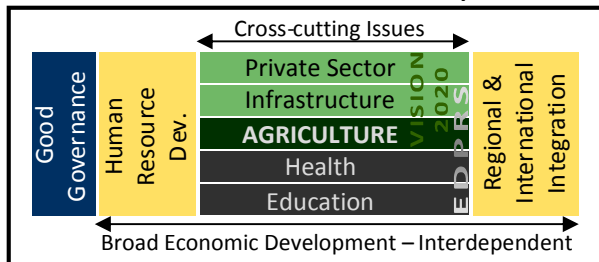 Cross-cutting Issues
Good
Governance
Human
Resource
Dev.
Private Sector
Infrastructure
AGRICULTURE
Health
Education
VISION
2020
EDPRS
Regional &
International
Integration
Broad Economic Development – Interdependent